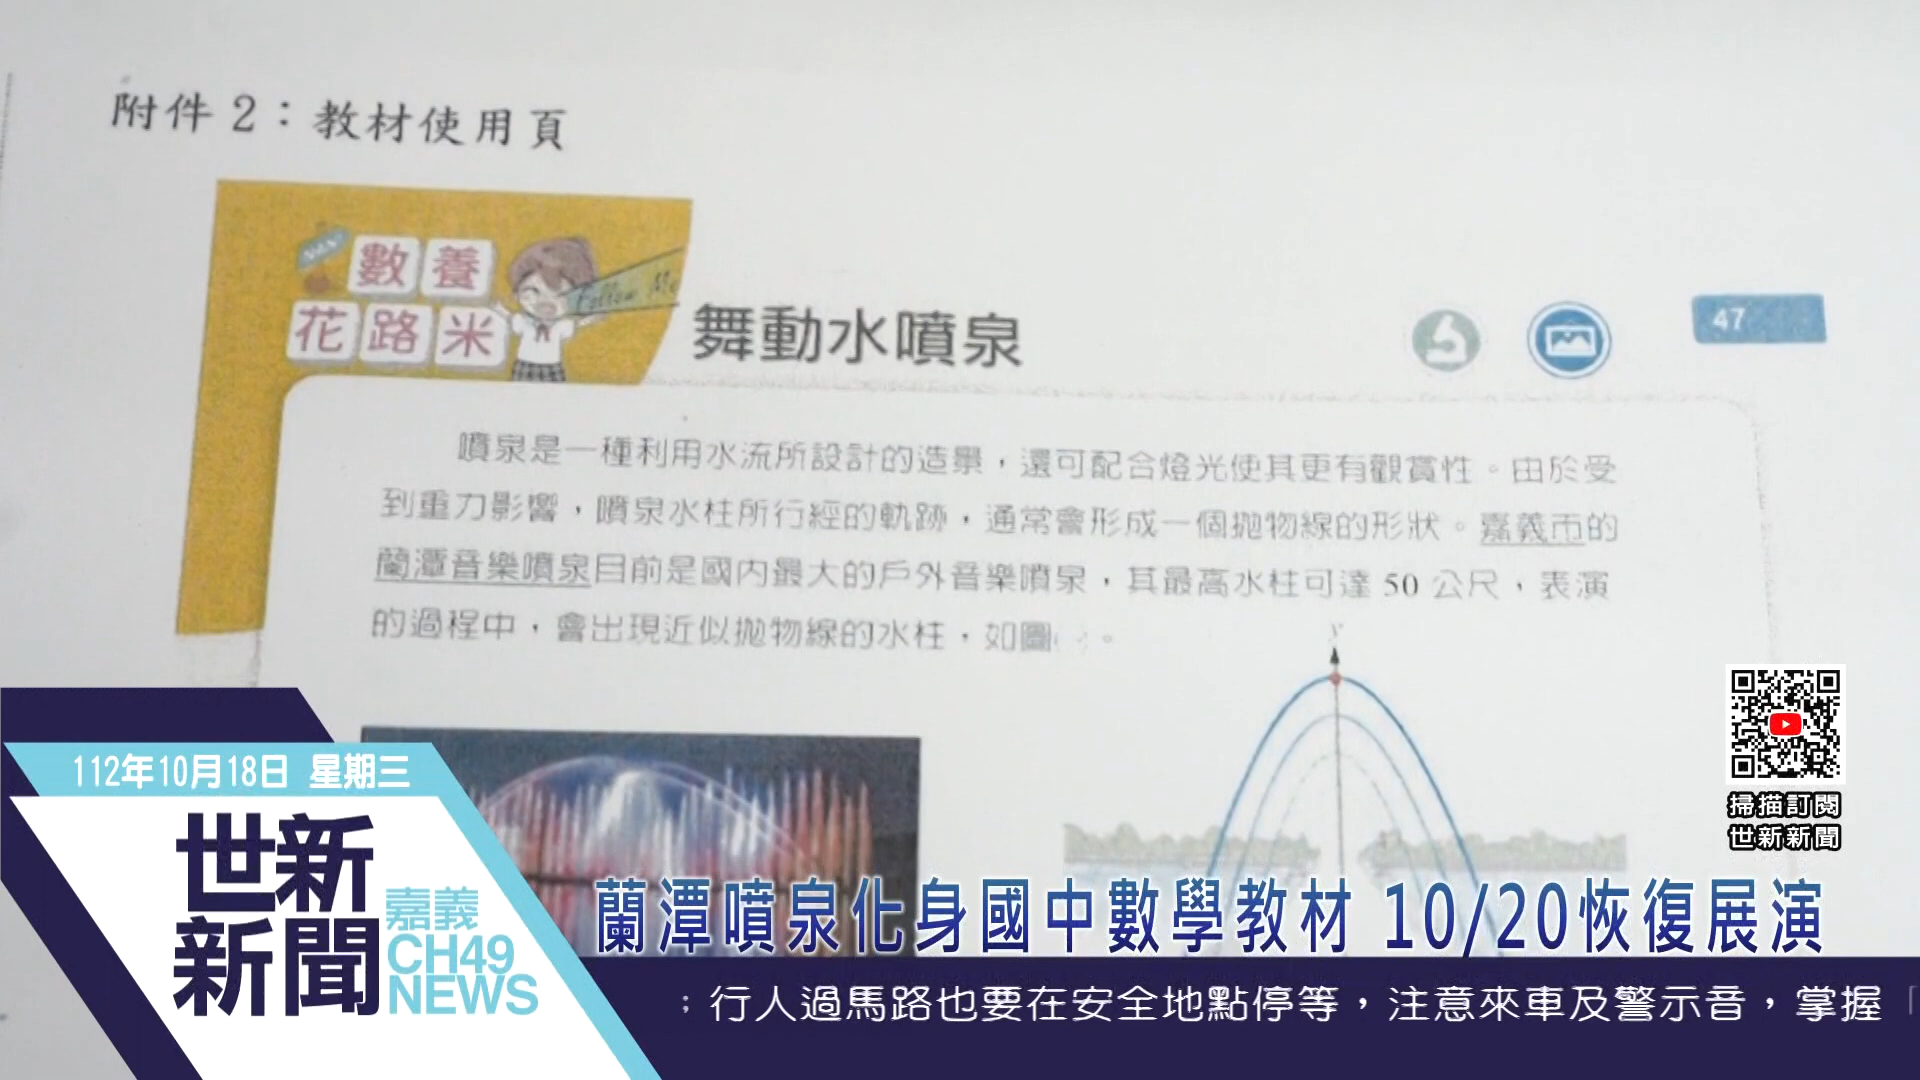 附件 2：教材使用頁
數養
花路米
Follow Me
舞動水噴泉
47
噴泉是一種利用水流所設計的造景，還可配合燈光使其更有觀賞性。由於受
到重力影響，噴泉水柱所行經的軌跡，通常會形成一個拋物線的形狀。嘉義市的
蘭潭音樂噴泉目前是國內最大的戶外音樂噴泉，其最高水柱可達 50 公尺，表演
的過程中，會出現近似拋物線的水柱，如圖 。
y
掃描訂閱
世新新聞
112年10月18日 星期三
世新
新聞
嘉義
CH49
NEWS
蘭潭噴泉化身國中數學教材 10/20恢復展演
；行人過馬路也要在安全地點停等，注意來車及警示音，掌握「